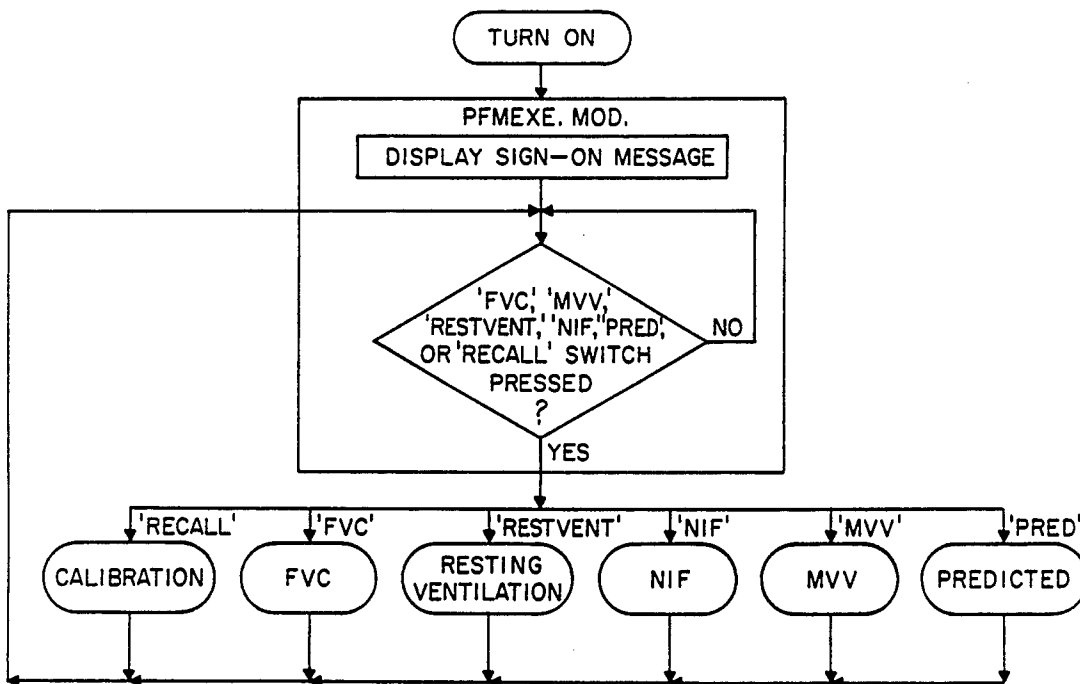 TURN ON
PFMEXE. MOD.
DISPLAY SIGN—ON MESSAGE
'FVC,' 'MVV,'
'RESTVENT,' 'NIF,' 'PRED',
OR 'RECALL' SWITCH
PRESSED
?
NO
YES
'RECALL' 'FVC' 'RESTVENT' 'NIF' 'MVV' 'PRED'
CALIBRATION
FVC
RESTING
VENTILATION
NIF
MVV
PREDICTED